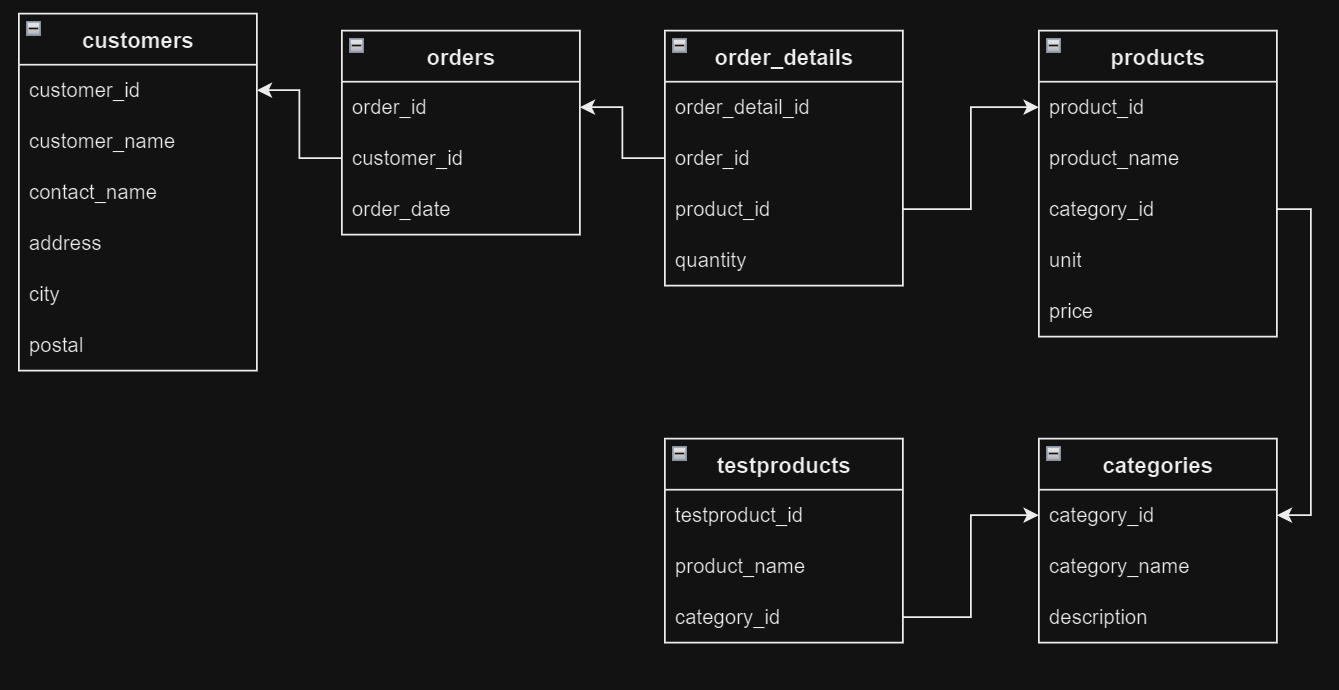 customers
customer_id
customer_name
contact_name
address
city
postal
orders
order_id
customer_id
order_date
order_details
order_detail_id
order_id
product_id
quantity
products
product_id
product_name
category_id
unit
price
testproducts
testproduct_id
product_name
category_id
categories
category_id
category_name
description